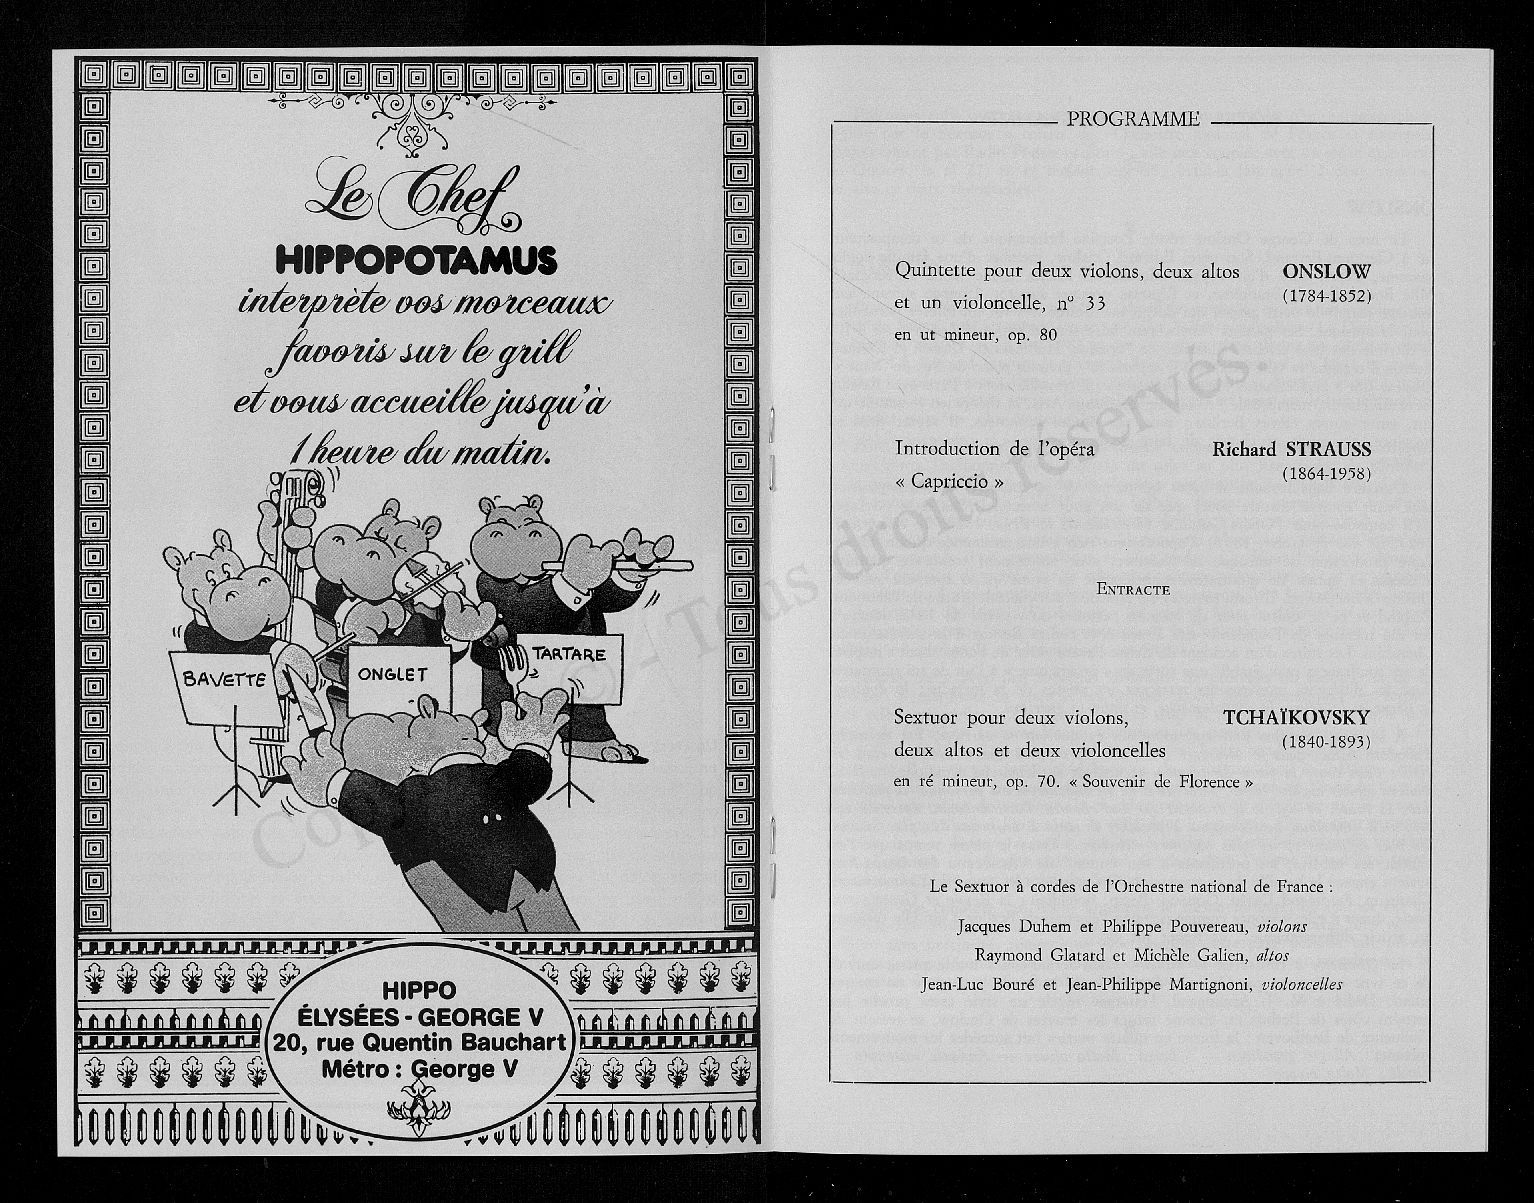 Le Chef
HIPPOPOTAMUS
interprète vos morceaux
favoris sur le grill
et vous accueille jusqu'à
1 heure du matin.
BAVETTE
ONGLET
TARTARE
HIPPO
ÉLYSÉES - GEORGE V
20, rue Quentin Bauchart
Métro : George V
PROGRAMME
Quintette pour deux violons, deux altos ONSLOW
et un violoncelle, n° 33 (1784-1852)
en ut mineur, op. 80
Introduction de l'opéra Richard STRAUSS
« Capriccio » (1864-1958)
ENTRACTE
Sextuor pour deux violons, TCHAÏKOVSKY
deux altos et deux violoncelles (1840-1893)
en ré mineur, op. 70. « Souvenir de Florence »
Le Sextuor à cordes de l'Orchestre national de France :
Jacques Duhem et Philippe Pouvereau, violons
Raymond Glatard et Michèle Galien, altos
Jean-Luc Bouré et Jean-Philippe Martignoni, violoncelles
© - Tous droits réservés.